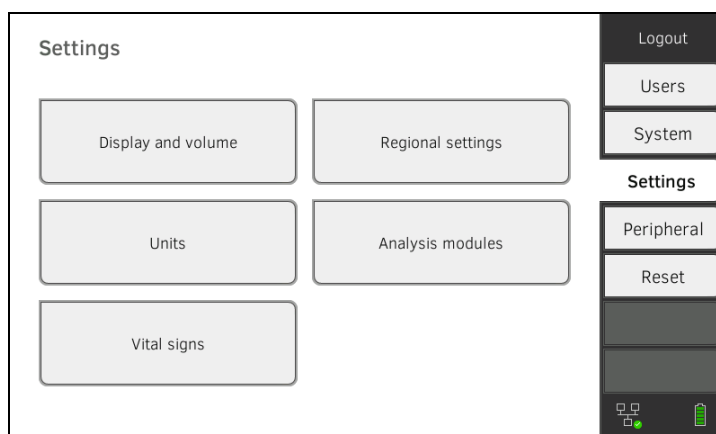 Settings
Display and volume
Regional settings
Units
Analysis modules
Vital signs
Logout
Users
System
Settings
Peripheral
Reset